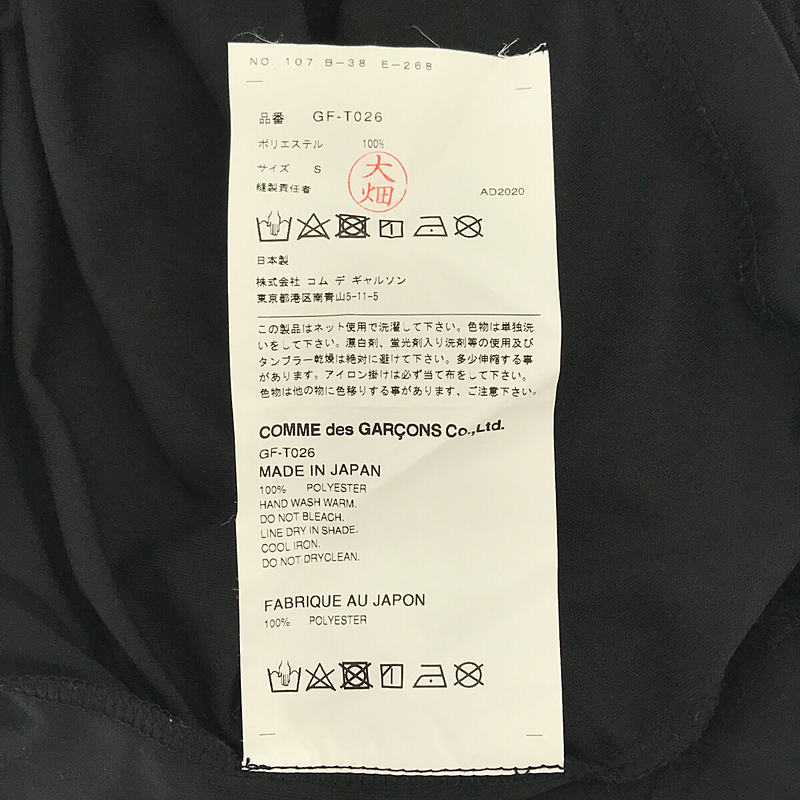 NO. 107 B-38 E-268
品番 GF-T026
ポリエステル 100%
サイズ S
縫製責任者 大畑 AD2020
日本製
株式会社 コム デ ギャルソン
東京都港区南青山5-11-5
この製品はネット使用で洗濯して下さい。色物は単独洗
いをして下さい。漂白剤、蛍光剤入り洗剤等の使用及び
タンブラー乾燥は絶対に避けて下さい。多少伸縮する事
があります。アイロン掛けは必ず当て布をして下さい。
色物は他の物に色移りする事があります、ご注意下さい。
COMME des GARÇONS Co.,Ltd.
GF-T026
MADE IN JAPAN
100% POLYESTER
HAND WASH WARM.
DO NOT BLEACH.
LINE DRY IN SHADE.
COOL IRON.
DO NOT DRYCLEAN.
FABRIQUE AU JAPON
100% POLYESTER